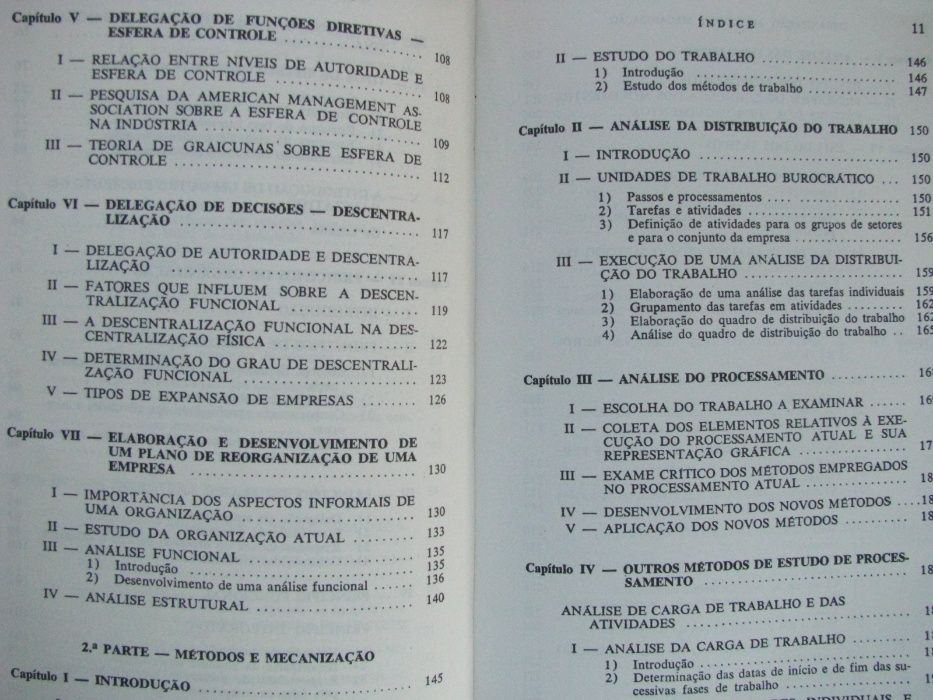 Capítulo V — DELEGAÇÃO DE FUNÇÕES DIRETIVAS —
ESFERA DE CONTROLE .................... 108
I — RELAÇÃO ENTRE NÍVEIS DE AUTORIDADE E
ESFERA DE CONTROLE .................... 108
II — PESQUISA DA AMERICAN MANAGEMENT AS-
SOCIATION SOBRE A ESFERA DE CONTROLE
NA INDÚSTRIA .................... 109
III — TEORIA DE GRAICUNAS SOBRE ESFERA DE
CONTROLE .................... 112
Capítulo VI — DELEGAÇÃO DE DECISÕES — DESCENTRA-
LIZAÇÃO .................... 117
I — DELEGAÇÃO DE AUTORIDADE E DESCENTRA-
LIZAÇÃO .................... 117
II — FATORES QUE INFLUEM SOBRE A DESCEN-
TRALIZAÇÃO FUNCIONAL .................... 119
III — A DESCENTRALIZAÇÃO FUNCIONAL NA DES-
CENTRALIZAÇÃO FÍSICA .................... 122
IV — DETERMINAÇÃO DO GRAU DE DESCENTRALI-
ZAÇÃO FUNCIONAL .................... 123
V — TIPOS DE EXPANSÃO DE EMPRESAS ........ 126
Capítulo VII — ELABORAÇÃO E DESENVOLVIMENTO DE
UM PLANO DE REORGANIZAÇÃO DE UMA
EMPRESA .................... 130
I — IMPORTÂNCIA DOS ASPECTOS INFORMAIS DE
UMA ORGANIZAÇÃO .................... 130
II — ESTUDO DA ORGANIZAÇÃO ATUAL ........ 133
III — ANÁLISE FUNCIONAL .................... 135
1) Introdução .................... 135
2) Desenvolvimento de uma análise funcional ...... 136
IV — ANÁLISE ESTRUTURAL .................... 140
2.ª PARTE — MÉTODOS E MECANIZAÇÃO
Capítulo I — INTRODUÇÃO .................... 145
ÍNDICE 11
II — ESTUDO DO TRABALHO .................... 146
1) Introdução .................... 146
2) Estudo dos métodos de trabalho ............ 147
Capítulo II — ANÁLISE DA DISTRIBUIÇÃO DO TRABALHO 150
I — INTRODUÇÃO .................... 150
II — UNIDADES DE TRABALHO BUROCRÁTICO ... 150
1) Passos e processamentos .................... 150
2) Tarefas e atividades .................... 151
3) Definição de atividades para os grupos de setores
e para o conjunto da empresa ................ 156
III — EXECUÇÃO DE UMA ANÁLISE DA DISTRIBUI-
ÇÃO DO TRABALHO .................... 159
1) Elaboração de uma análise das tarefas individuais 159
2) Grupamento das tarefas em atividades ......... 162
3) Elaboração do quadro de distribuição do trabalho 162
4) Análise do quadro de distribuição do trabalho .. 165
Capítulo III — ANÁLISE DO PROCESSAMENTO ...........
I — ESCOLHA DO TRABALHO A EXAMINAR ......
II — COLETA DOS ELEMENTOS RELATIVOS À EXE-
CUÇÃO DO PROCESSAMENTO ATUAL E SUA
REPRESENTAÇÃO GRÁFICA ....................
III — EXAME CRÍTICO DOS MÉTODOS EMPREGADOS
NO PROCESSAMENTO ATUAL ....................
IV — DESENVOLVIMENTO DOS NOVOS MÉTODOS ....
V — APLICAÇÃO DOS NOVOS MÉTODOS ..........
Capítulo IV — OUTROS MÉTODOS DE ESTUDO DE PROCES-
SAMENTO ....................
ANÁLISE DE CARGA DE TRABALHO E DAS
ATIVIDADES ....................
I — ANÁLISE DA CARGA DE TRABALHO ........
1) Introdução ....................
2) Determinação das datas de início e de fim das su-
cessivas fases de trabalho ....................